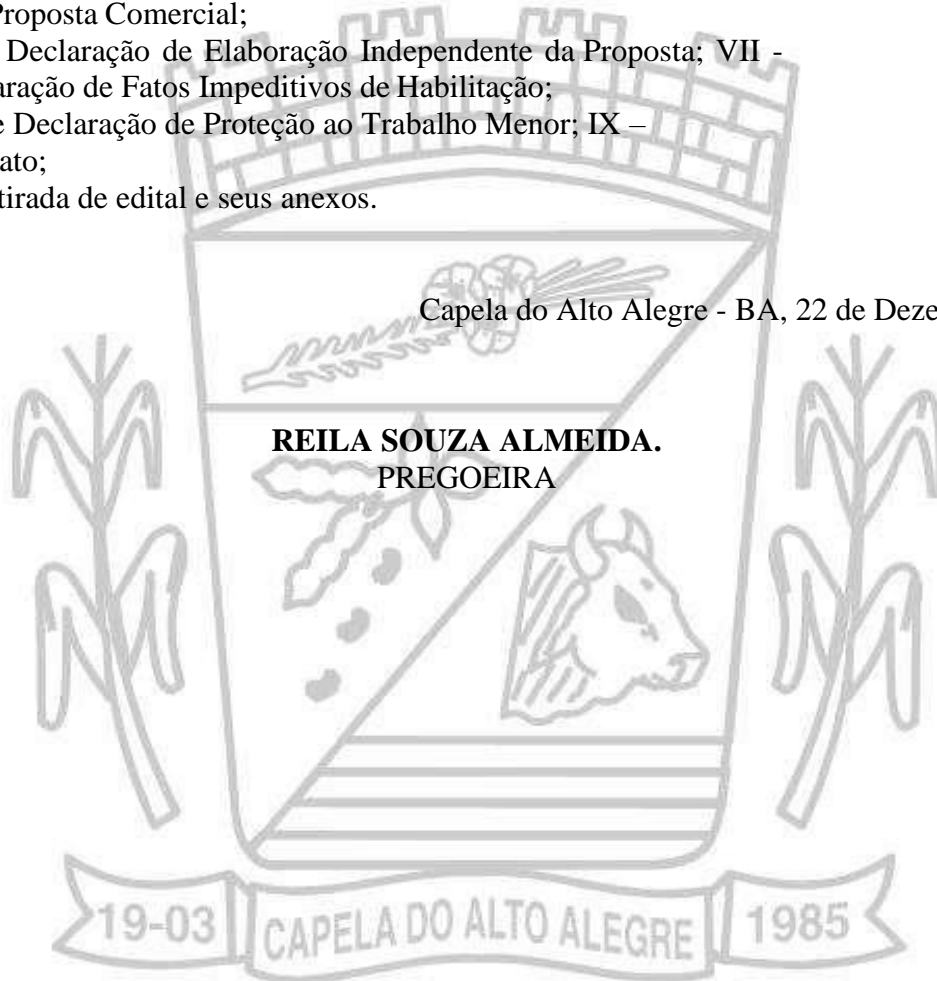 Proposta Comercial;
Declaração de Elaboração Independente da Proposta; VII -
aração de Fatos Impeditivos de Habilitação;
e Declaração de Proteção ao Trabalho Menor; IX –
ato;
tirada de edital e seus anexos.
Capela do Alto Alegre - BA, 22 de Deze
REILA SOUZA ALMEIDA.
PREGOEIRA
19-03 CAPELA DO ALTO ALEGRE 1985